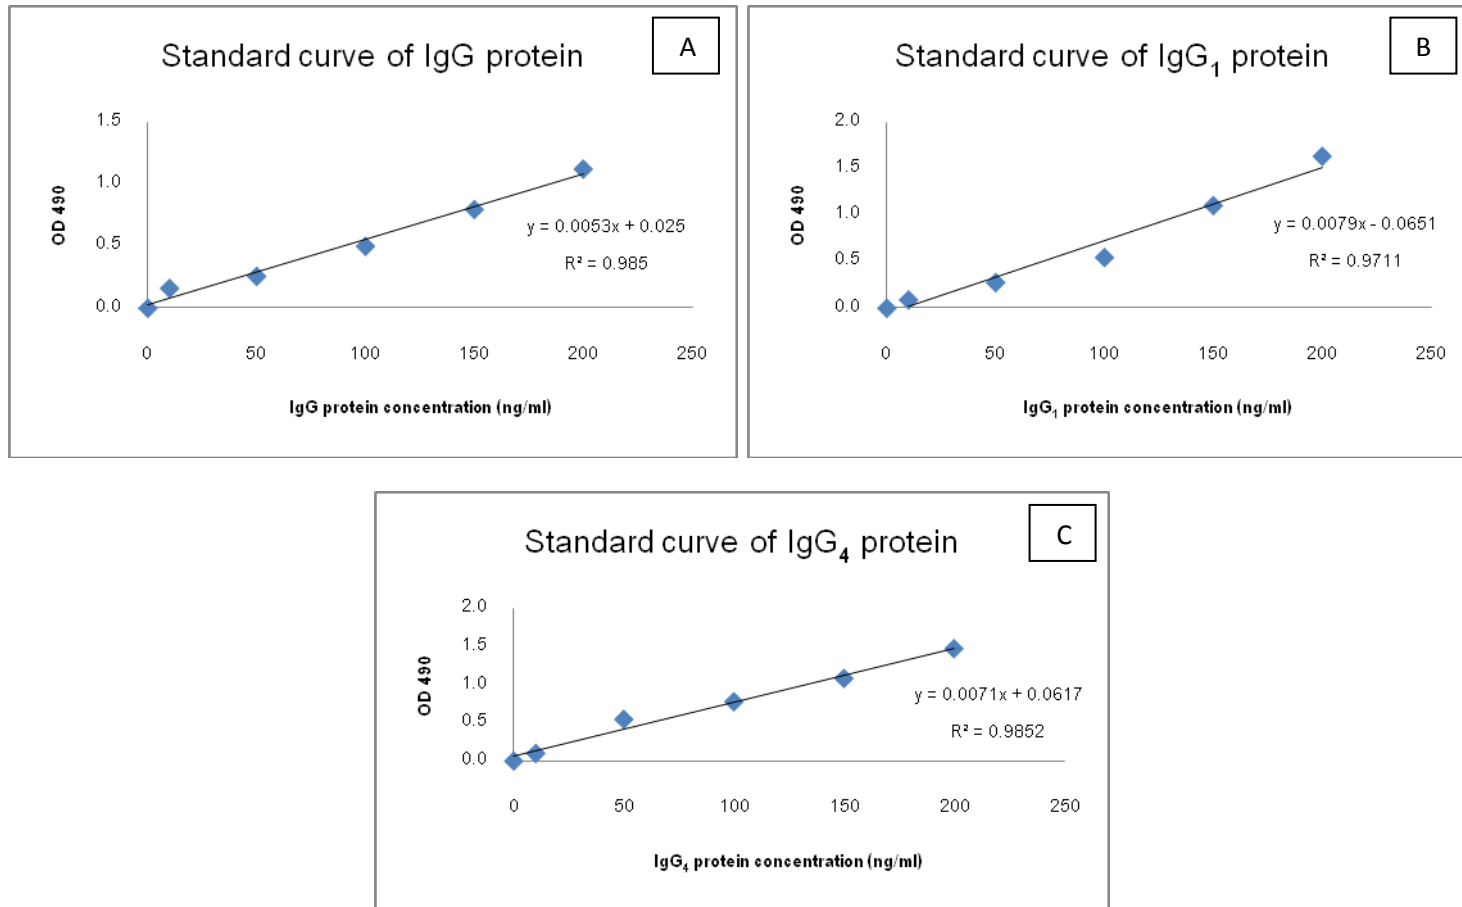 Standard curve of IgG protein
A
1.5
1.0
0.5
0.0
OD 490
y = 0.0053x + 0.025
R² = 0.985
0 50 100 150 200 250
IgG protein concentration (ng/ml)
Standard curve of IgG₁ protein
B
2.0
1.5
1.0
0.5
0.0
OD 490
y = 0.0079x - 0.0651
R² = 0.9711
0 50 100 150 200 250
IgG₁ protein concentration (ng/ml)
Standard curve of IgG₄ protein
C
2.0
1.5
1.0
0.5
0.0
OD 490
y = 0.0071x + 0.0617
R² = 0.9852
0 50 100 150 200 250
IgG₄ protein concentration (ng/ml)